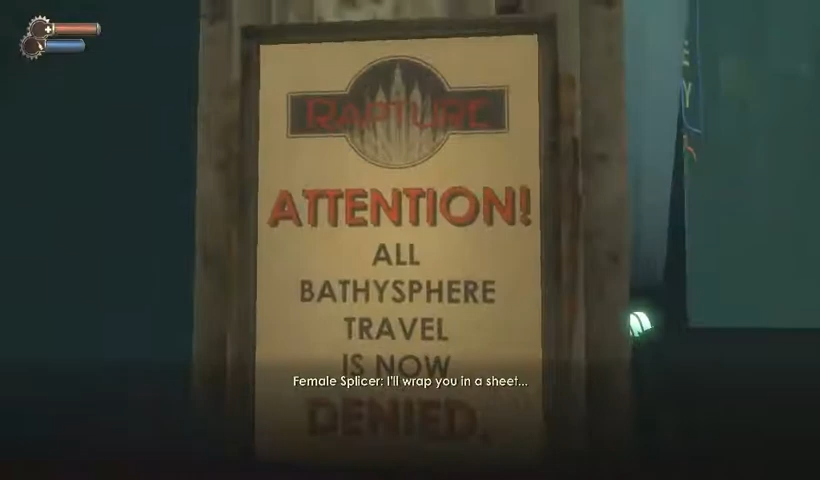 RAPTURE
ATTENTION!
ALL
BATHYSPHERE
TRAVEL
IS NOW
Female Splicer: I'll wrap you in a sheet...
DENIED.